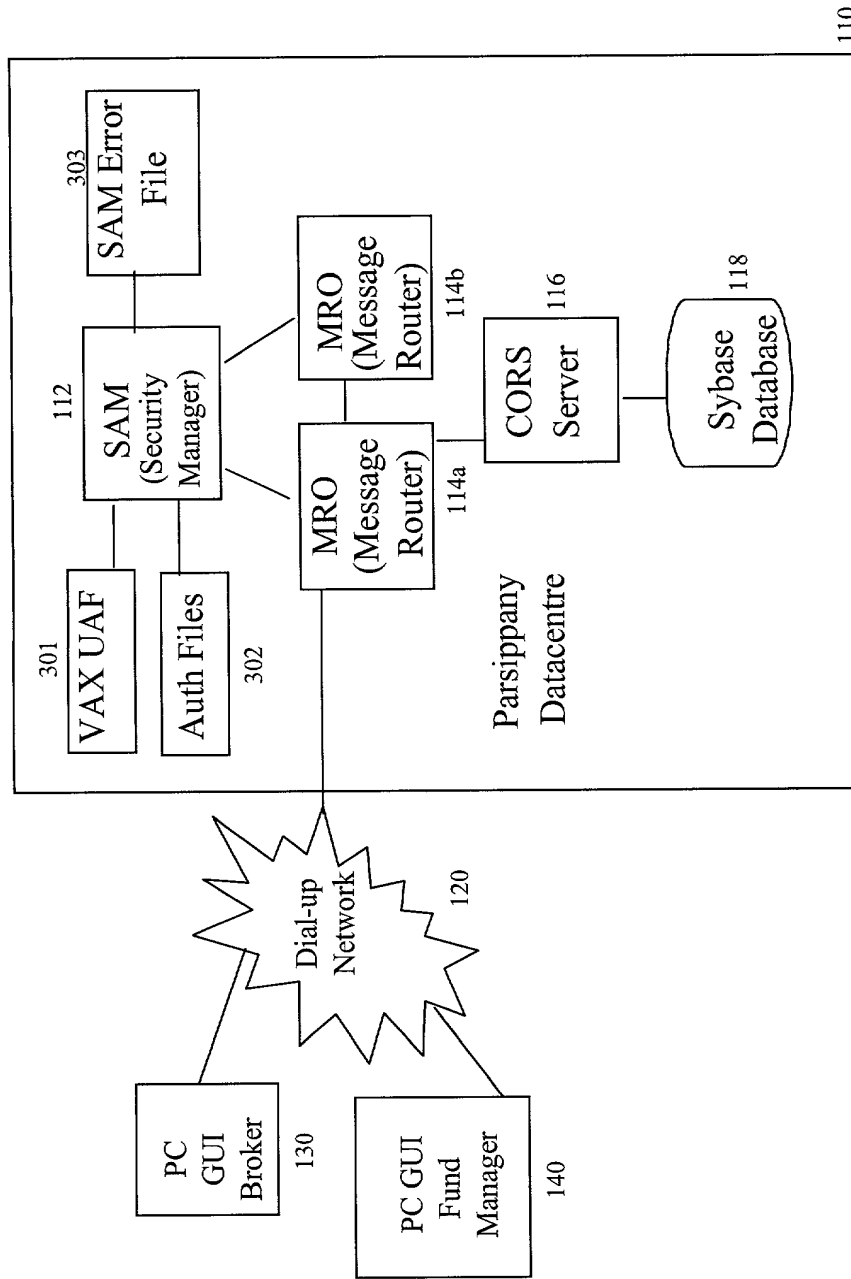 110
301
VAX UAF
Auth Files
302
112
SAM
(Security
Manager)
303
SAM Error
File
MRO
(Message
Router)
114a
MRO
(Message
Router)
114b
CORS
Server
116
Sybase
Database
118
Parsippany
Datacentre
Dial-up
Network
120
PC
GUI
Broker
130
PC GUI
Fund
Manager
140